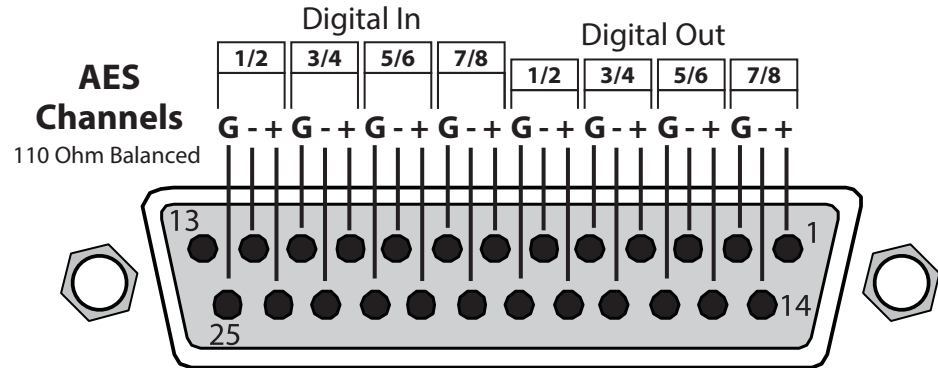 Digital In
Digital Out
1/2 3/4 5/6 7/8
1/2 3/4 5/6 7/8
AES
Channels
110 Ohm Balanced
G - + G - + G - + G - + G - + G - + G - + G - +
13
1
14
25